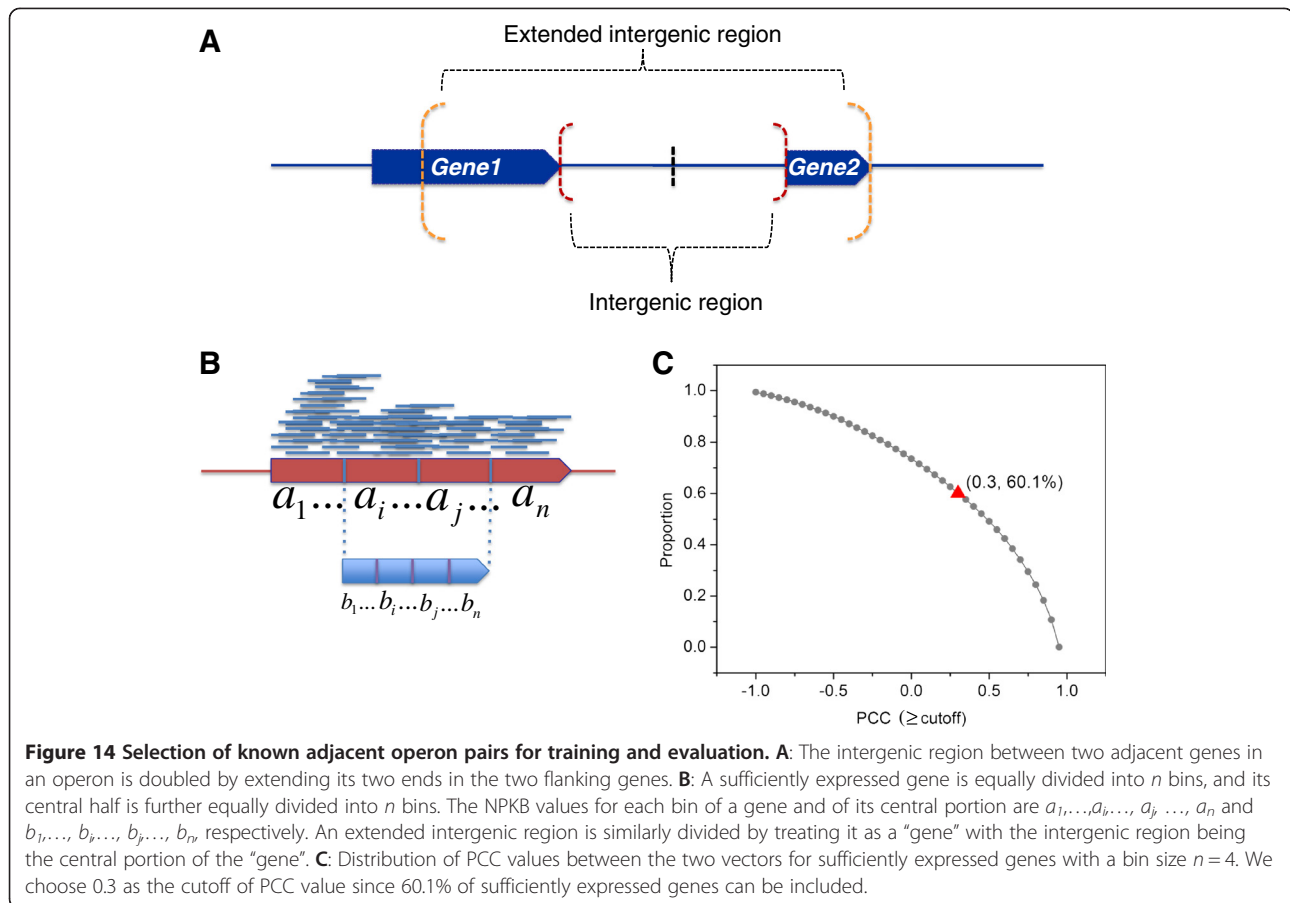 A
Extended intergenic region
Gene1
Gene2
Intergenic region
B
a₁... aᵢ... aⱼ... aₙ
b₁... bᵢ... bⱼ... bₙ
C
1.0
0.8
0.6
0.4
0.2
0.0
Proportion
(0.3, 60.1%)
-1.0
-0.5
0.0
0.5
1.0
PCC (≥cutoff)
Figure 14 Selection of known adjacent operon pairs for training and evaluation. A: The intergenic region between two adjacent genes in
an operon is doubled by extending its two ends in the two flanking genes. B: A sufficiently expressed gene is equally divided into n bins, and its
central half is further equally divided into n bins. The NPKB values for each bin of a gene and of its central portion are a₁,…,aᵢ,…, aⱼ, …, aₙ and
b₁,…, bᵢ,…, bⱼ,…, bₙ, respectively. An extended intergenic region is similarly divided by treating it as a “gene” with the intergenic region being
the central portion of the “gene”. C: Distribution of PCC values between the two vectors for sufficiently expressed genes with a bin size n = 4. We
choose 0.3 as the cutoff of PCC value since 60.1% of sufficiently expressed genes can be included.